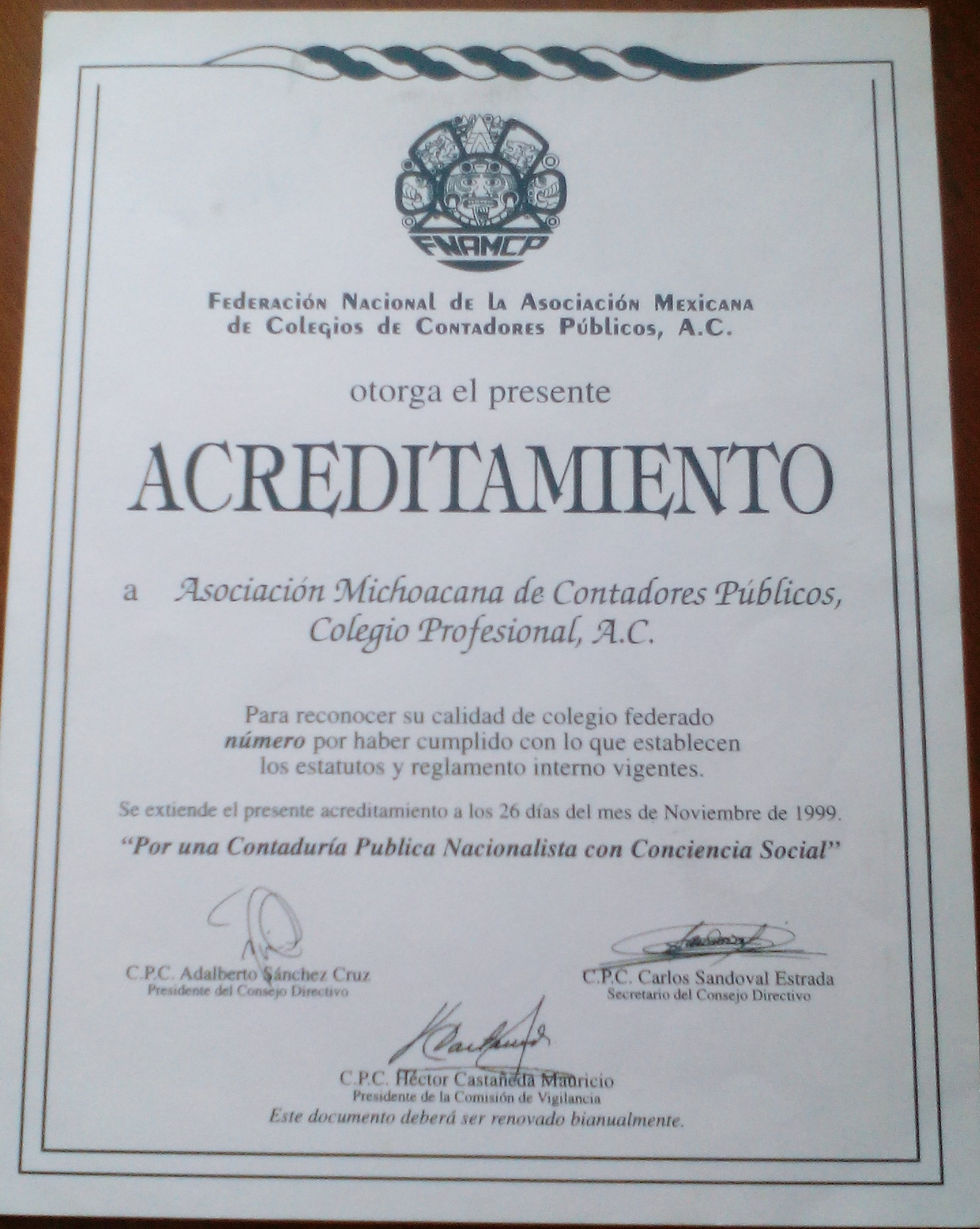 FNAMCP
Federación Nacional de la Asociación Mexicana
de Colegios de Contadores Públicos, A.C.
otorga el presente
ACREDITAMIENTO
a Asociación Michoacana de Contadores Públicos,
Colegio Profesional, A.C.
Para reconocer su calidad de colegio federado
número por haber cumplido con lo que establecen
los estatutos y reglamento interno vigentes.
Se extiende el presente acreditamiento a los 26 días del mes de Noviembre de 1999.
“Por una Contaduría Publica Nacionalista con Conciencia Social”
C.P.C. Adalberto Sánchez Cruz
Presidente del Consejo Directivo
C.P.C. Carlos Sandoval Estrada
Secretario del Consejo Directivo
C.P.C. Héctor Castañeda Mauricio
Presidente de la Comisión de Vigilancia
Este documento deberá ser renovado bianualmente.